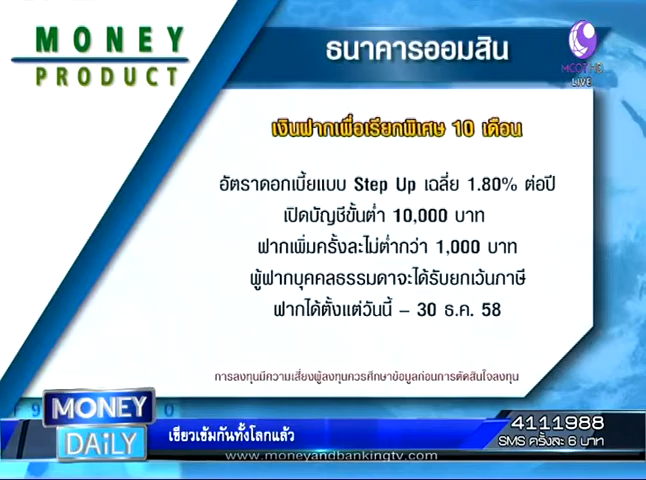 MONEY
PRODUCT
ธนาคารออมสิน
MCOT HD
LIVE
เงินฝากเผื่อเรียกพิเศษ 10 เดือน
อัตราดอกเบี้ยแบบ Step Up เฉลี่ย 1.80% ต่อปี
เปิดบัญชีขั้นต่ำ 10,000 บาท
ฝากเพิ่มครั้งละไม่ต่ำกว่า 1,000 บาท
ผู้ฝากบุคคลธรรมดาจะได้รับยกเว้นภาษี
ฝากได้ตั้งแต่วันนี้ – 30 ธ.ค. 58
การลงทุนมีความเสี่ยงผู้ลงทุนควรศึกษาข้อมูลก่อนการตัดสินใจลงทุน
MONEY
DAiLY
เขียวเข้มกันทั้งโลกแล้ว
4111988
SMS ครั้งละ 6 บาท
www.moneyandbankingtv.com